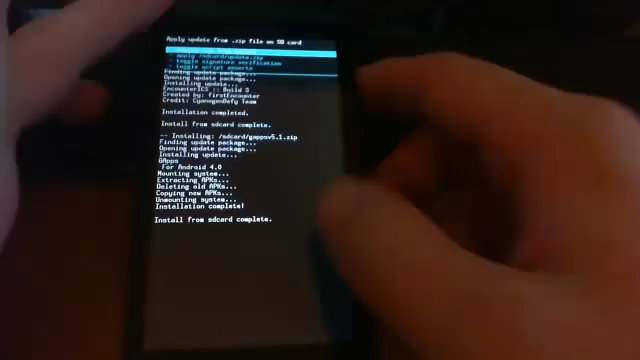 Apply update from .zip file on SD card
- apply /sdcard/update.zip
- toggle signature verification
- toggle script asserts
Finding update package...
Opening update package...
Installing update...
EncounterICS :: Build 3
Created by: firstEncounter
Credit: CyanogenDefy Team
Installation completed.
Install from sdcard complete.
-- Installing: /sdcard/gappsv5.1.zip
Finding update package...
Opening update package...
Installing update...
GApps
For Android 4.0
Mounting system...
Extracting APKs...
Deleting old APKs...
Copying new APKs...
Unmounting system...
Installation complete!
Install from sdcard complete.